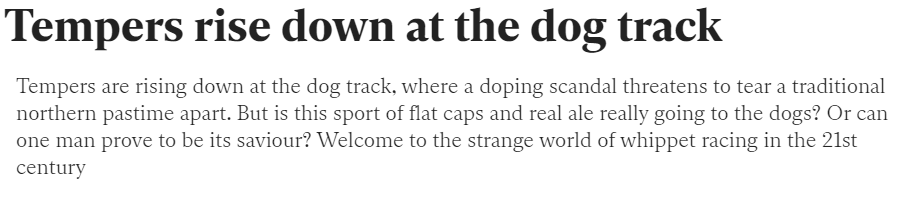 Tempers rise down at the dog track
Tempers are rising down at the dog track, where a doping scandal threatens to tear a traditional
northern pastime apart. But is this sport of flat caps and real ale really going to the dogs? Or can
one man prove to be its saviour? Welcome to the strange world of whippet racing in the 21st
century